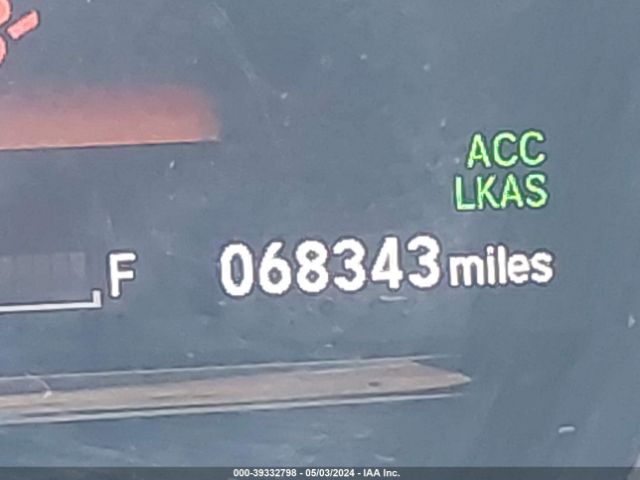 ACC
LKAS
F 068343 miles
000-39332798 - 05/03/2024 - IAA Inc.